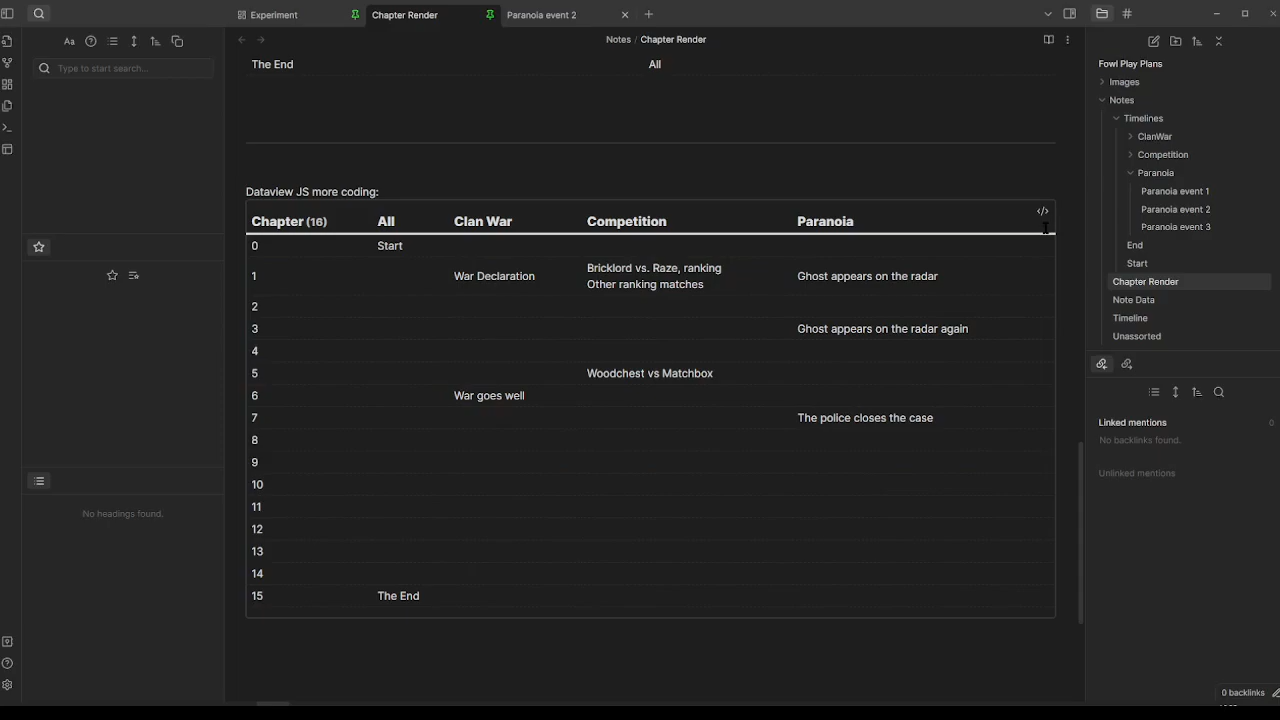 Experiment
Chapter Render
Paranoia event 2
Aa
Type to start search...
No headings found.
Notes / Chapter Render
The End All
Dataview JS more coding:
Chapter (16) All Clan War Competition Paranoia
0 Start
1 War Declaration Bricklord vs. Raze, ranking Ghost appears on the radar
Other ranking matches
2
3 Ghost appears on the radar again
4
5 Woodchest vs Matchbox
6 War goes well
7 The police closes the case
8
9
10
11
12
13
14
15 The End
Fowl Play Plans
Images
Notes
Timelines
ClanWar
Competition
Paranoia
Paranoia event 1
Paranoia event 2
Paranoia event 3
End
Start
Chapter Render
Note Data
Timeline
Unassorted
Linked mentions 0
No backlinks found.
Unlinked mentions
0 backlinks